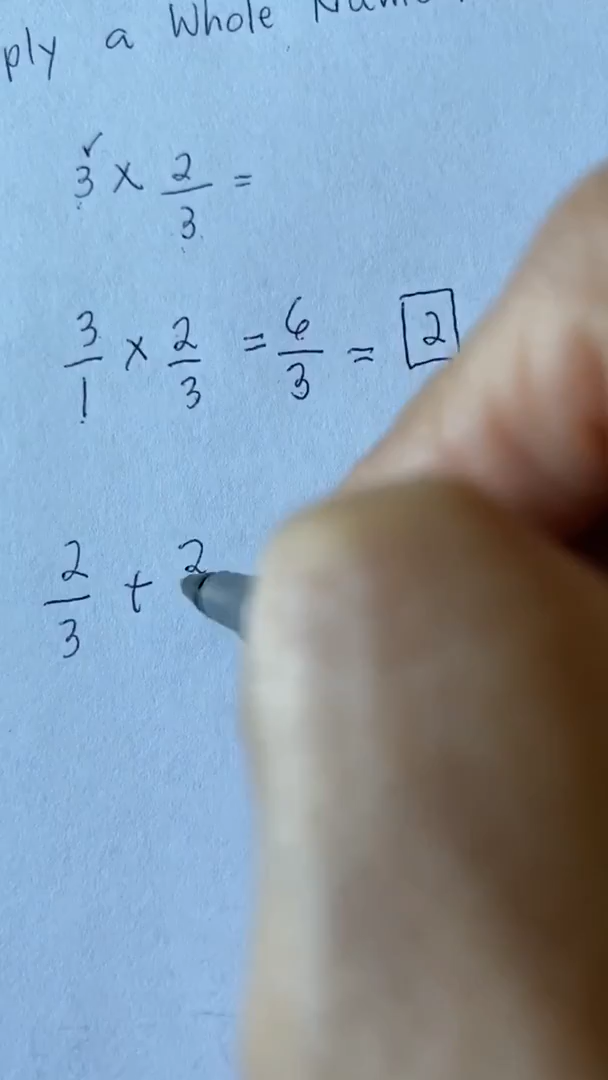 ply a Whole
3 × 2/3 =
3/1 × 2/3 = 6/3 = 2
2/3 + 2